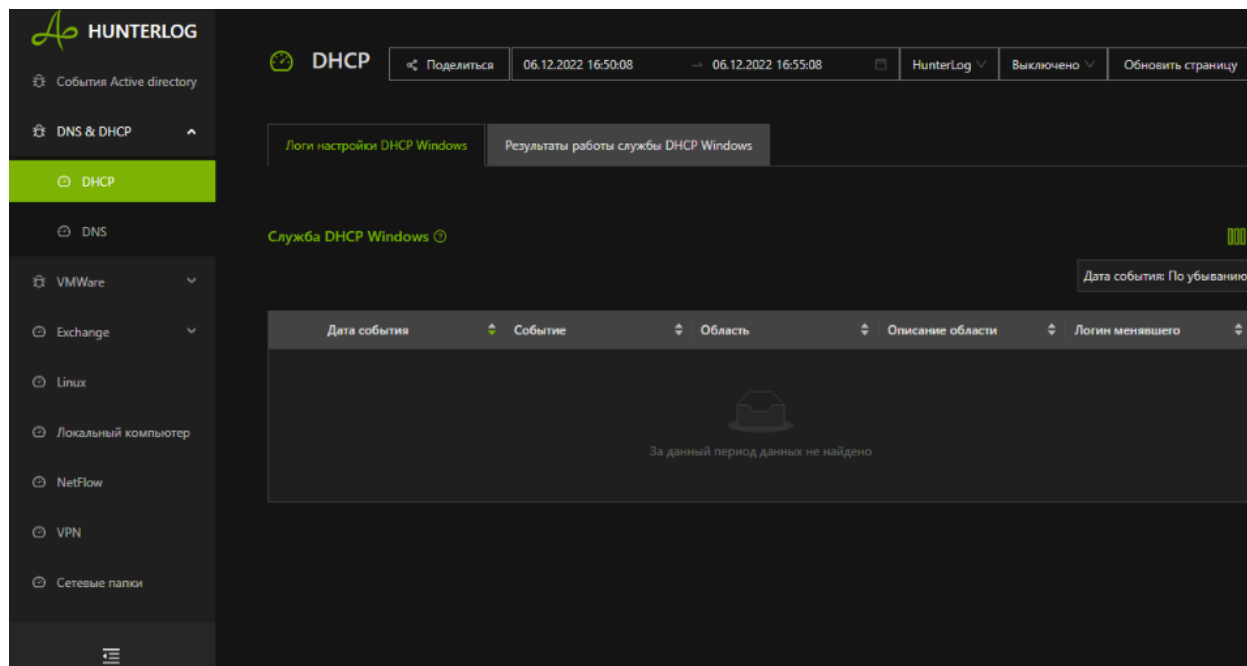 HUNTERLOG
События Active directory
DNS & DHCP
DHCP
DNS
VMWare
Exchange
Linux
Локальный компьютер
NetFlow
VPN
Сетевые папки
DHCP
Поделиться
06.12.2022 16:50:08 → 06.12.2022 16:55:08
HunterLog
Выключено
Обновить страницу
Логи настройки DHCP Windows
Результаты работы службы DHCP Windows
Служба DHCP Windows
Дата события: По убыванию
Дата события Событие Область Описание области Логин менявшего
За данный период данных не найдено